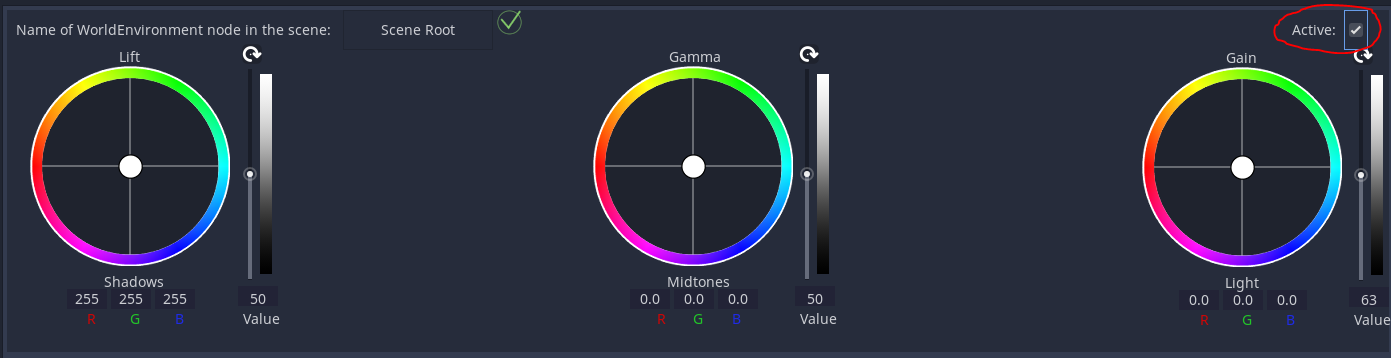 Name of WorldEnvironment node in the scene: Scene Root Active:
Lift Gamma Gain
Shadows Midtones Light
255 255 255 50 0.0 0.0 0.0 50 0.0 0.0 0.0 63
R G B Value R G B Value R G B Value